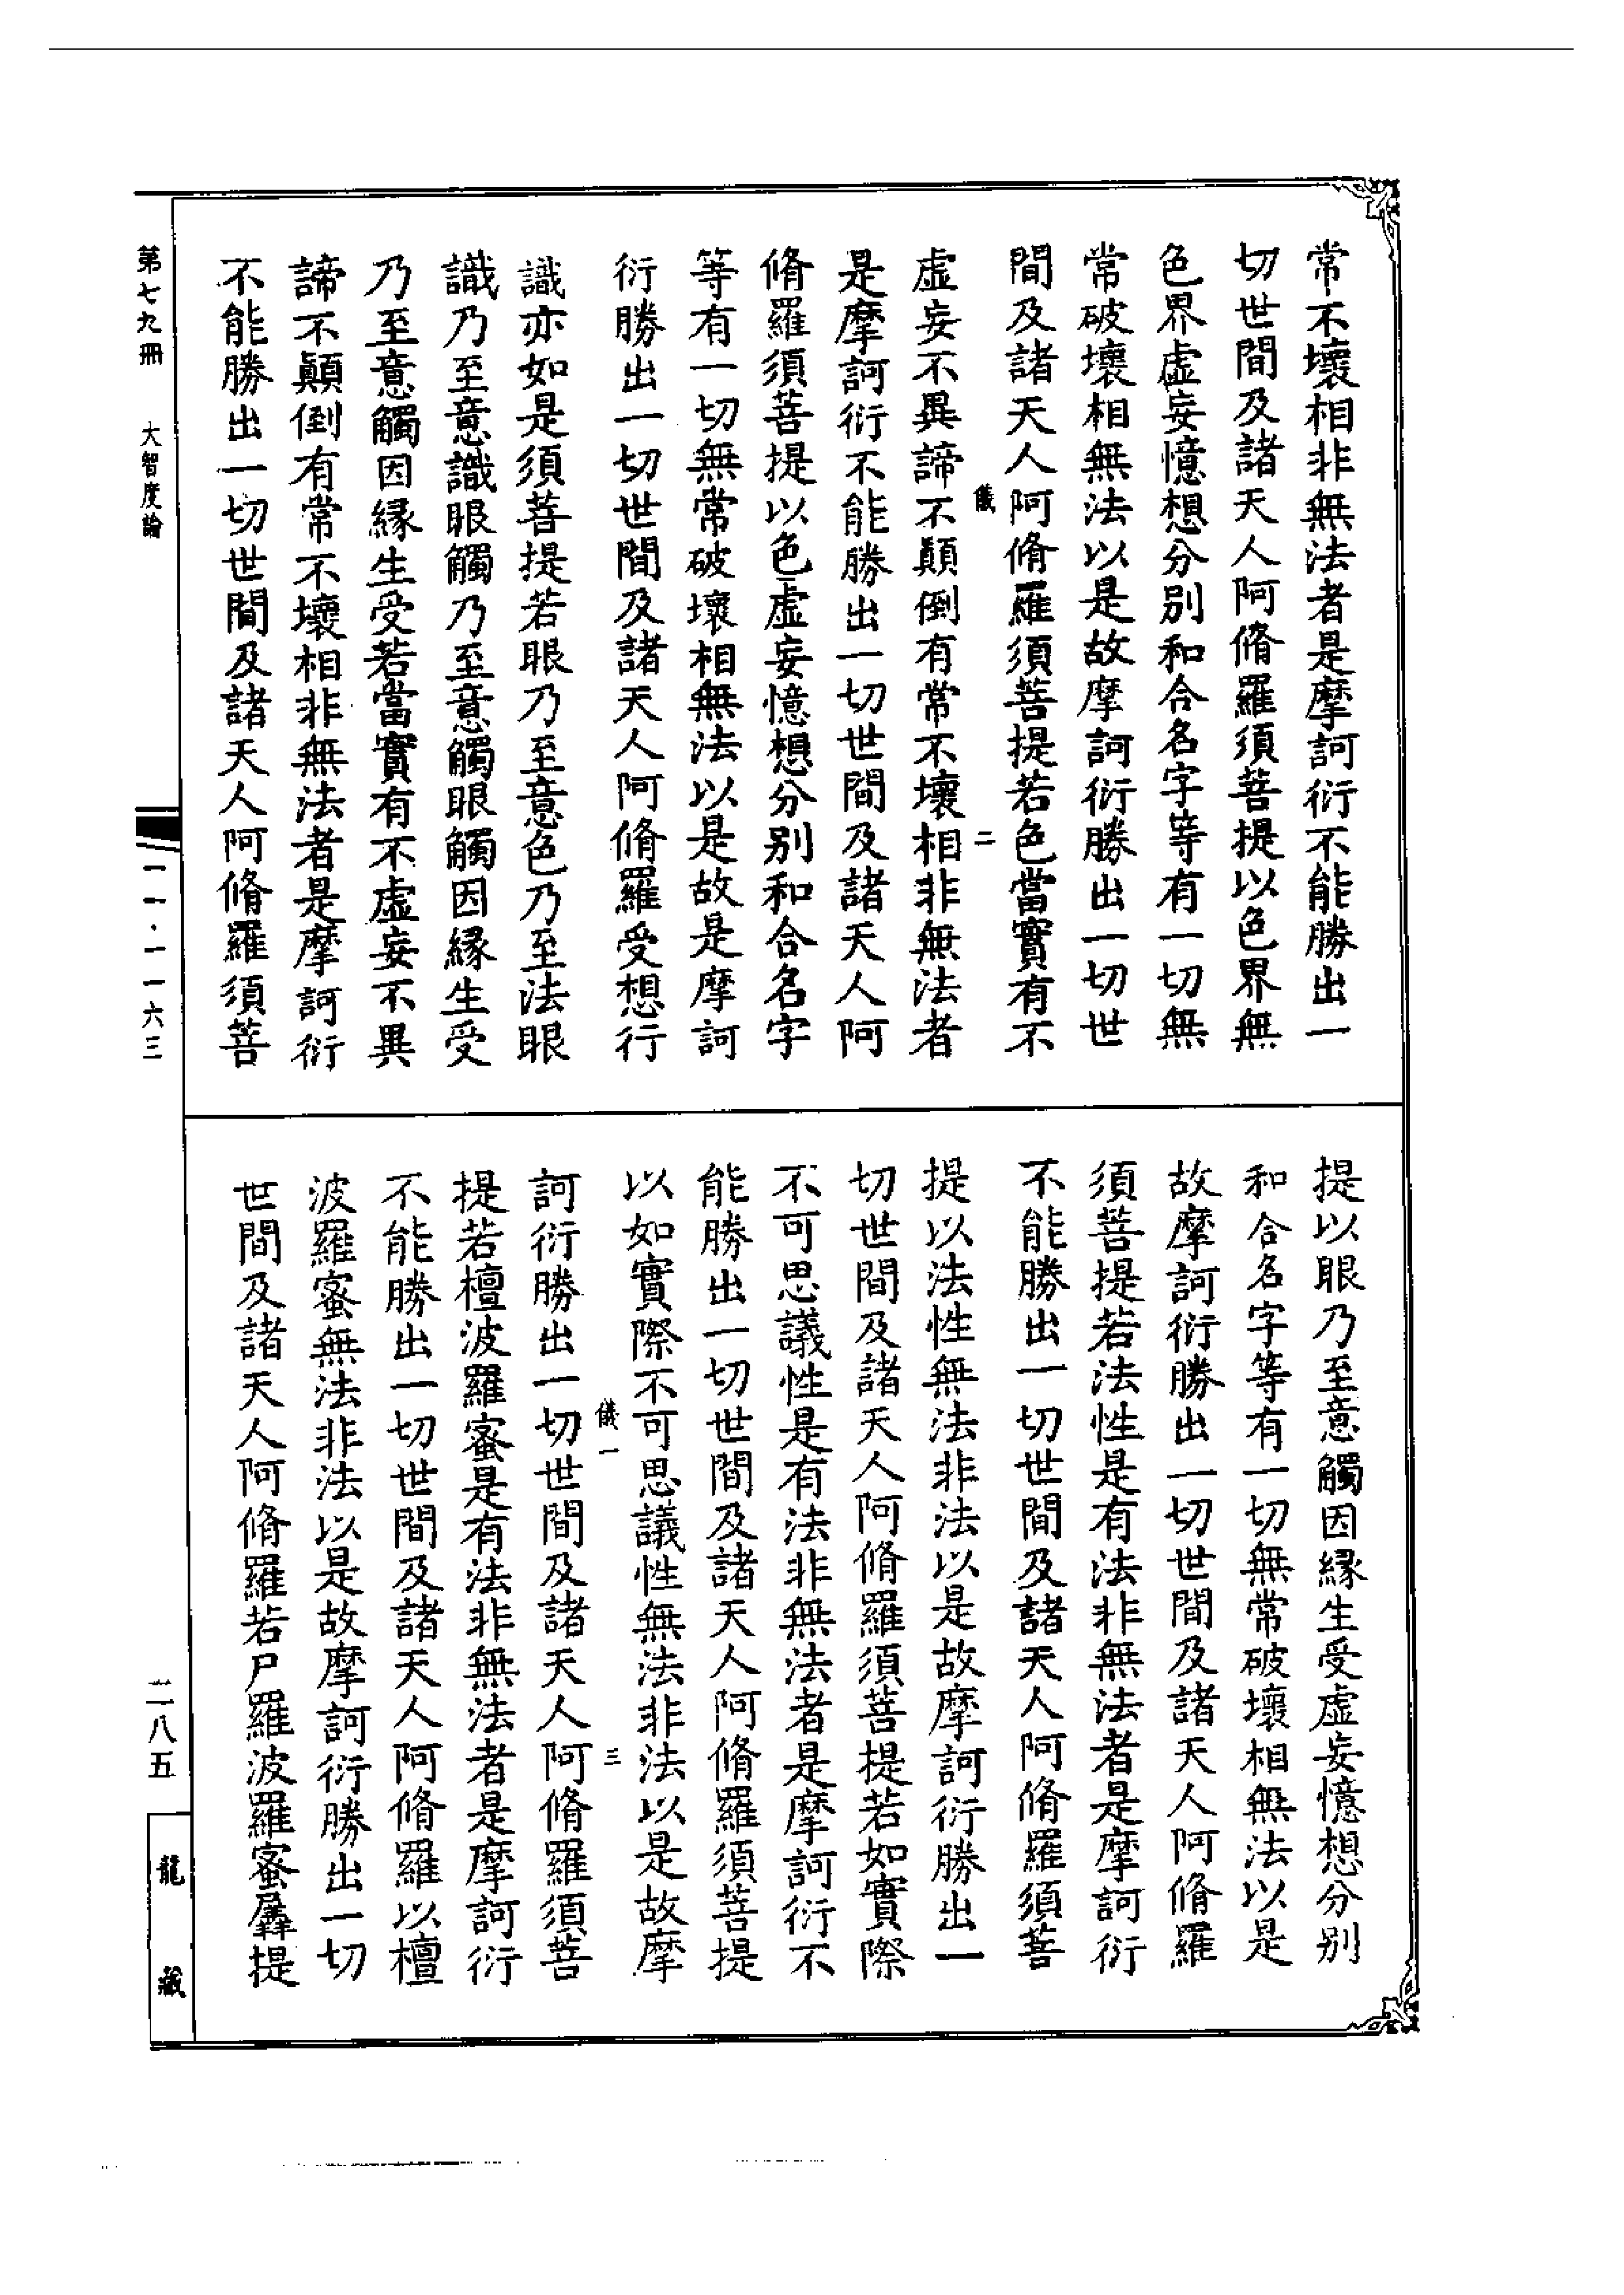 常不壞相非無法者是摩訶衍不能勝出一
切世間及諸天人阿脩羅須菩提以色界無
色界虛妄憶想分別和合名字等有一切無
常破壞相無法以是故摩訶衍勝出一切世
間及諸天人阿脩羅須菩提若色當實有不
儀 二
虛妄不異諦不顛倒有常不壞相非無法者
是摩訶衍不能勝出一切世間及諸天人阿
脩羅須菩提以色虛妄憶想分別和合名字
等有一切無常破壞相無法以是故是摩訶
衍勝出一切世間及諸天人阿脩羅受想行
識亦如是須菩提若眼乃至意色乃至法眼
識乃至意識眼觸乃至意觸眼觸因緣生受
乃至意觸因緣生受若當實有不虛妄不異
諦不顛倒有常不壞相非無法者是摩訶衍
不能勝出一切世間及諸天人阿脩羅須菩
提以眼乃至意觸因緣生受虛妄憶想分別
和合名字等有一切無常破壞相無法以是
故摩訶衍勝出一切世間及諸天人阿脩羅
須菩提若法性是有法非無法者是摩訶衍
不能勝出一切世間及諸天人阿脩羅須菩
提以法性無法非法以是故摩訶衍勝出一
切世間及諸天人阿脩羅須菩提若如實際
不可思議性是有法非無法者是摩訶衍不
能勝出一切世間及諸天人阿脩羅須菩提
以如實際不可思議性無法非法以是故摩
儀一 三
訶衍勝出一切世間及諸天人阿脩羅須菩
提若檀波羅蜜是有法非無法者是摩訶衍
不能勝出一切世間及諸天人阿脩羅以檀
波羅蜜無法非法以是故摩訶衍勝出一切
世間及諸天人阿脩羅若尸羅波羅蜜羼提
第七九冊 大智度論
一一·一一六三
二八五
龍藏